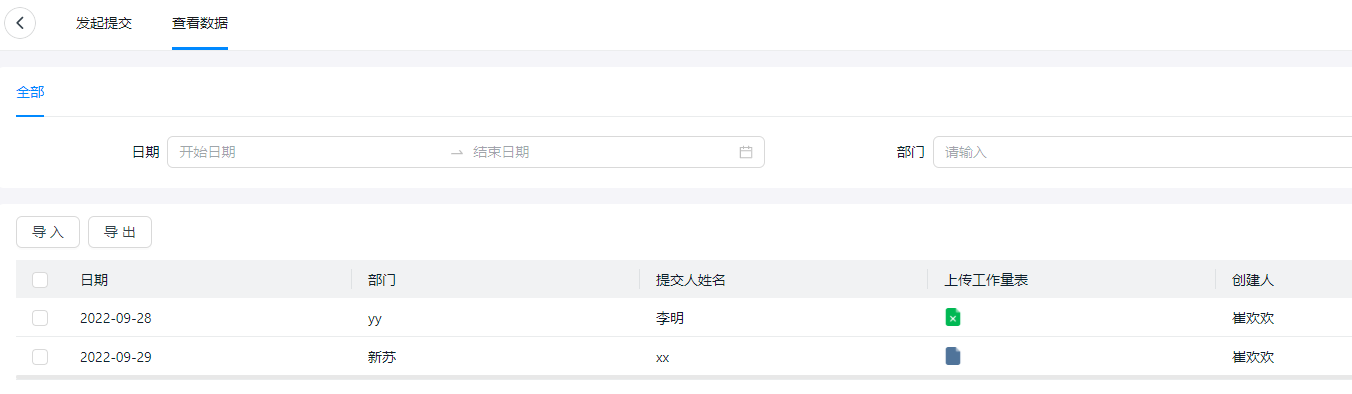 发起提交 查看数据
全部
日期 开始日期 → 结束日期 部门 请输入
导入 导出
日期 部门 提交人姓名 上传工作量表 创建人
2022-09-28 yy 李明 崔欢欢
2022-09-29 新苏 xx 崔欢欢